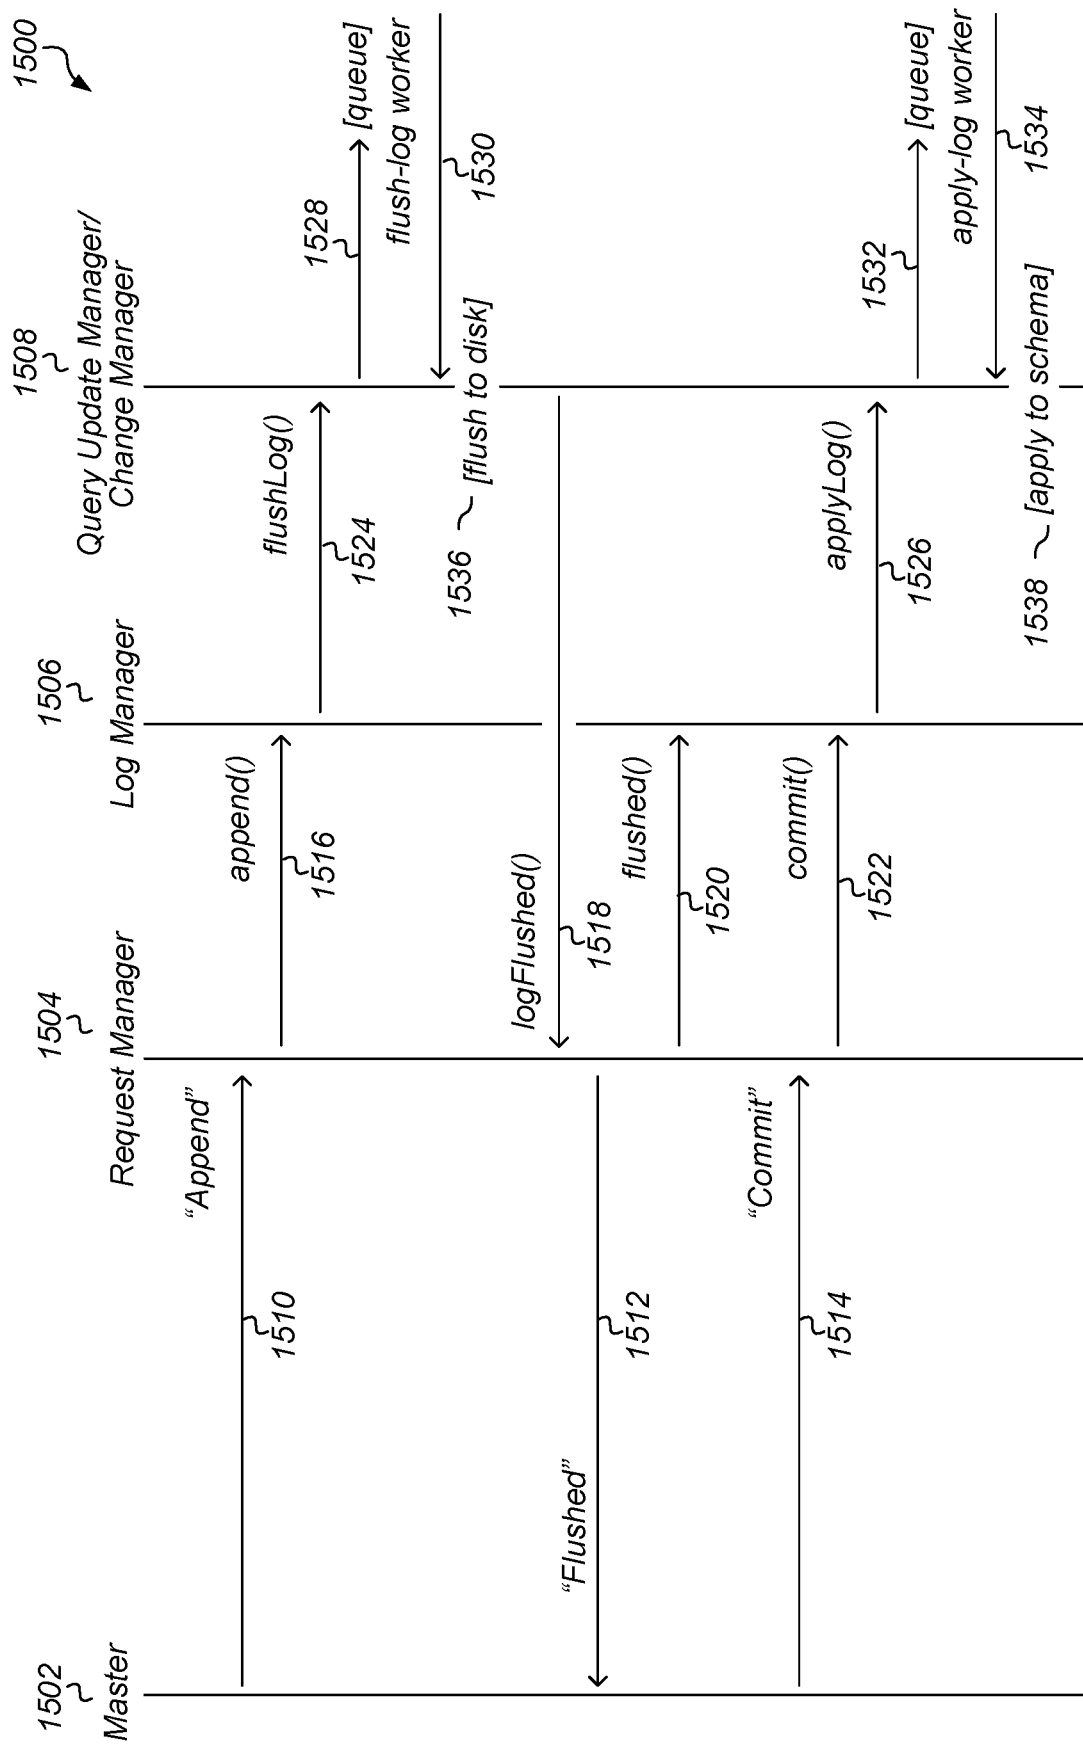 1500
1502
Master
1504
Request Manager
1506
Log Manager
1508
Query Update Manager/
Change Manager
“Append”
1510
append()
1516
flushLog()
1524
1528
[queue]
flush-log worker
1530
1536
[flush to disk]
logFlushed()
1518
“Flushed”
1512
flushed()
1520
“Commit”
1514
commit()
1522
applyLog()
1526
1532
[queue]
apply-log worker
1534
1538
[apply to schema]